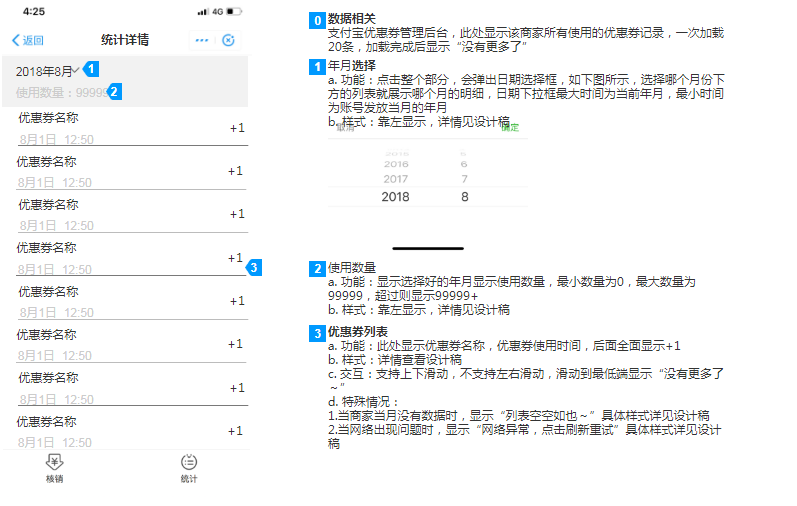 4:25
4G
返回
统计详情
2018年8月
1
使用数量：99999
2
优惠券名称
+1
8月1日 12:50
优惠券名称
+1
8月1日 12:50
优惠券名称
+1
8月1日 12:50
优惠券名称
+1
3
8月1日 12:50
优惠券名称
+1
8月1日 12:50
优惠券名称
+1
8月1日 12:50
优惠券名称
+1
8月1日 12:50
优惠券名称
+1
8月1日 12:50
核销
统计
0
数据相关
支付宝优惠券管理后台，此处显示该商家所有使用的优惠券记录，一次加载
20条，加载完成后显示“没有更多了”
1
年月选择
a. 功能：点击整个部分，会弹出日期选择框，如下图所示，选择哪个月份下
方的列表就展示哪个月的明细，日期下拉框最大时间为当前年月，最小时间
为账号发放当月的年月
b. 样式：靠左显示，详情见设计稿
取消
确定
2016 6
2017 7
2018 8
2
使用数量
a. 功能：显示选择好的年月显示使用数量，最小数量为0，最大数量为
99999，超过则显示99999+
b. 样式：靠左显示，详情见设计稿
3
优惠券列表
a. 功能：此处显示优惠券名称，优惠券使用时间，后面全面显示+1
b. 样式：详情查看设计稿
c. 交互：支持上下滑动，不支持左右滑动，滑动到最低端显示“没有更多了
～”
d. 特殊情况：
1.当商家当月没有数据时，显示“列表空空如也～”具体样式详见设计稿
2.当网络出现问题时，显示“网络异常，点击刷新重试”具体样式详见设计
稿